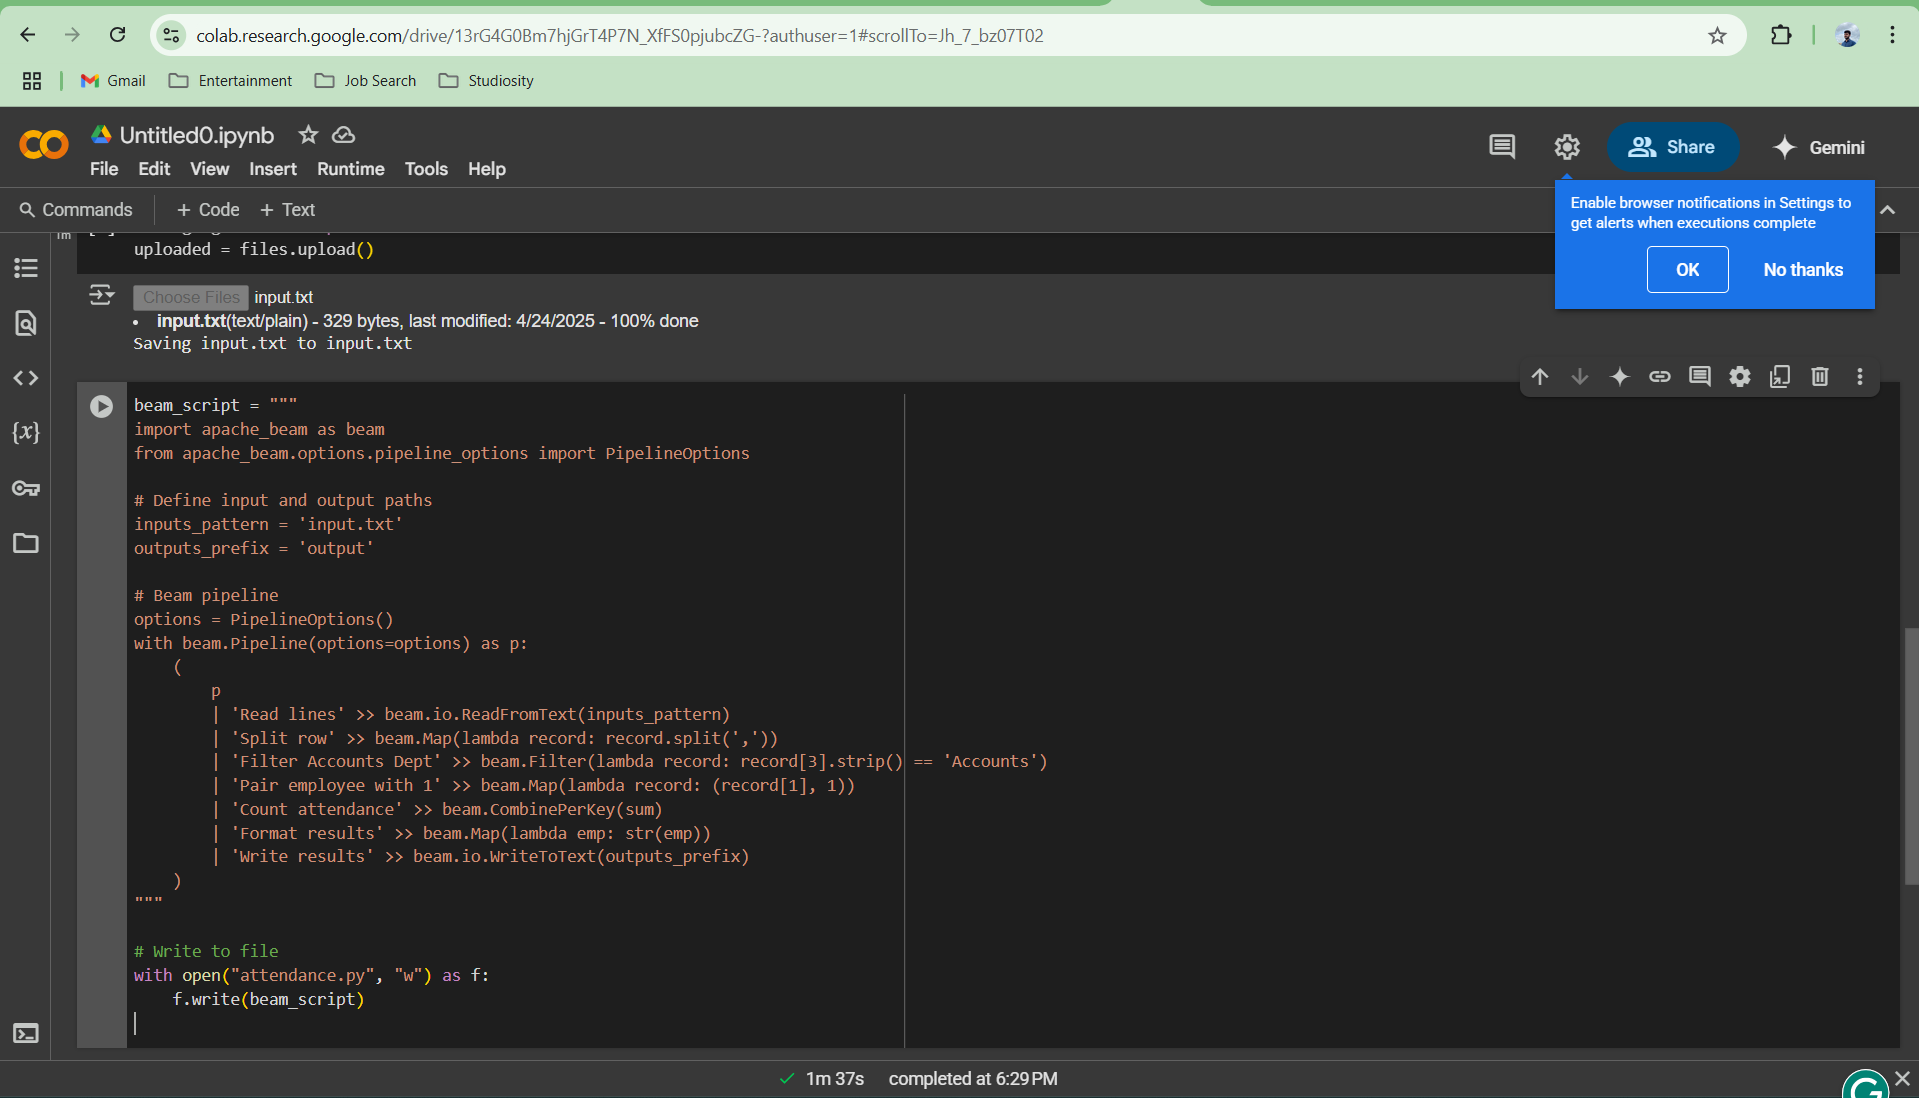 colab.research.google.com/drive/13rG4G0Bm7hjGrT4P7N_XfFS0pjubcZG-?authuser=1#scrollTo=Jh_7_bz07T02
Gmail Entertainment Job Search Studiosity
Untitled0.ipynb
File Edit View Insert Runtime Tools Help
Share Gemini
Commands + Code + Text
Enable browser notifications in Settings to
get alerts when executions complete
OK No thanks
1m
uploaded = files.upload()
Choose Files input.txt
• input.txt(text/plain) - 329 bytes, last modified: 4/24/2025 - 100% done
Saving input.txt to input.txt
beam_script = """
import apache_beam as beam
from apache_beam.options.pipeline_options import PipelineOptions
# Define input and output paths
inputs_pattern = 'input.txt'
outputs_prefix = 'output'
# Beam pipeline
options = PipelineOptions()
with beam.Pipeline(options=options) as p:
(
p
| 'Read lines' >> beam.io.ReadFromText(inputs_pattern)
| 'Split row' >> beam.Map(lambda record: record.split(','))
| 'Filter Accounts Dept' >> beam.Filter(lambda record: record[3].strip() == 'Accounts')
| 'Pair employee with 1' >> beam.Map(lambda record: (record[1], 1))
| 'Count attendance' >> beam.CombinePerKey(sum)
| 'Format results' >> beam.Map(lambda emp: str(emp))
| 'Write results' >> beam.io.WriteToText(outputs_prefix)
)
"""
# Write to file
with open("attendance.py", "w") as f:
f.write(beam_script)
1m 37s completed at 6:29 PM